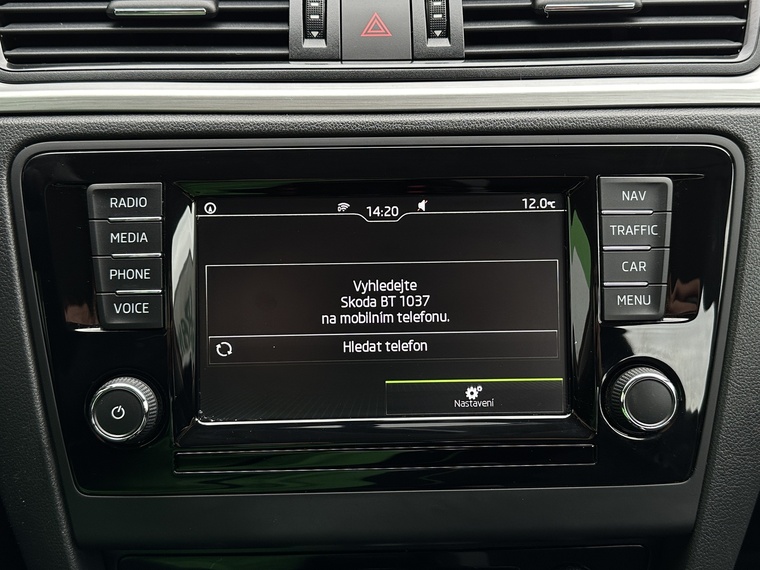 RADIO
MEDIA
PHONE
VOICE
14:20
12.0°C
Vyhledejte
Skoda BT 1037
na mobilním telefonu.
Hledat telefon
Nastavení
NAV
TRAFFIC
CAR
MENU